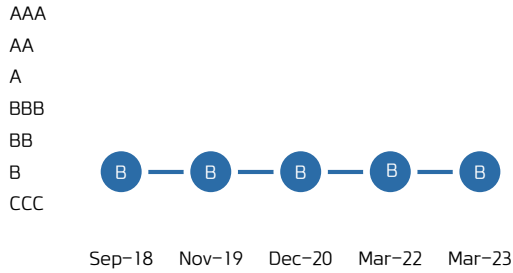 AAA
AA
A
BBB
BB
B B B B B B
CCC
Sep-18 Nov-19 Dec-20 Mar-22 Mar-23